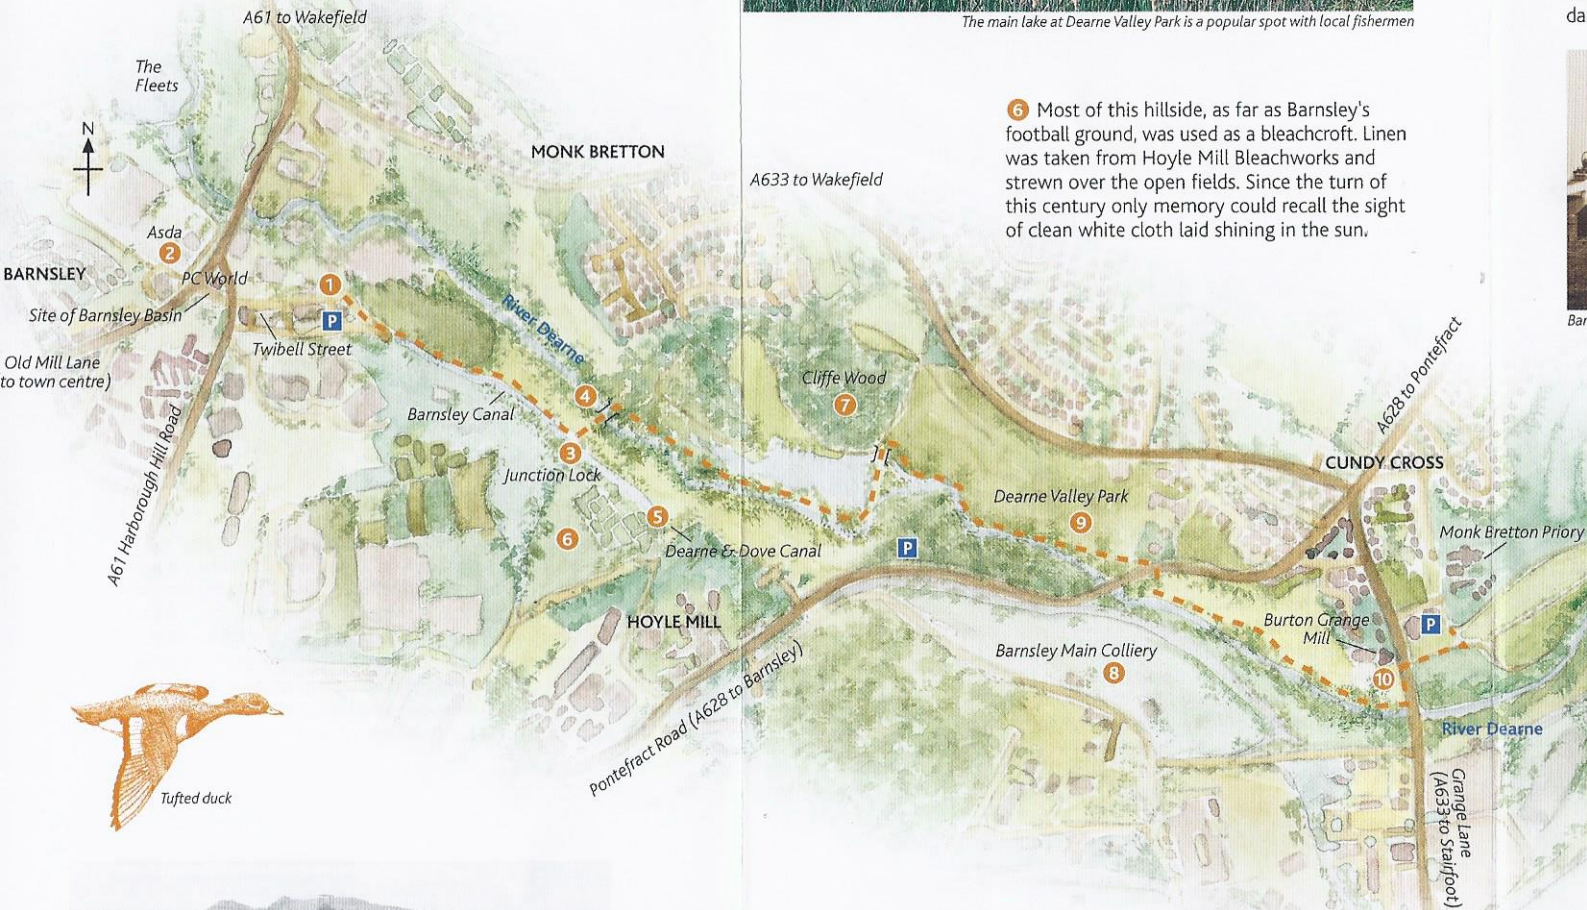 A61 to Wakefield
The main lake at Dearne Valley Park is a popular spot with local fishermen
da
The
Fleets
N
6 Most of this hillside, as far as Barnsley's
football ground, was used as a bleachcroft. Linen
was taken from Hoyle Mill Bleachworks and
strewn over the open fields. Since the turn of
this century only memory could recall the sight
of clean white cloth laid shining in the sun.
MONK BRETTON
A633 to Wakefield
Asda
2
BARNSLEY
PC World
1
Site of Barnsley Basin
P
Twibell Street
Bar
Old Mill Lane
to town centre)
River Dearne
Barnsley Canal
4
Cliffe Wood
7
A628 to Pontefract
A61 Harborough Hill Road
3
Junction Lock
CUNDY CROSS
Dearne Valley Park
9
5
6
Dearne & Dove Canal
P
Monk Bretton Priory
HOYLE MILL
Burton Grange
Mill
P
Barnsley Main Colliery
8
10
Pontefract Road (A628 to Barnsley)
River Dearne
Tufted duck
Grange Lane
(A633 to Stairfoot)